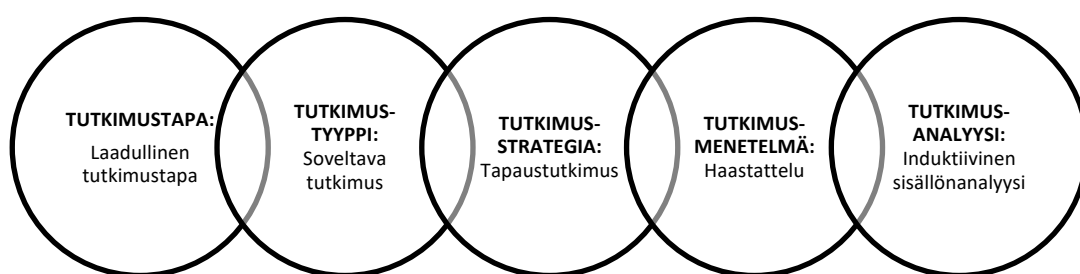 TUTKIMUSTAPA:
Laadullinen
tutkimustapa
TUTKIMUS-
TYYPPI:
Soveltava
tutkimus
TUTKIMUS-
STRATEGIA:
Tapaustutkimus
TUTKIMUS-
MENETELMÄ:
Haastattelu
TUTKIMUS-
ANALYYSI:
Induktiivinen
sisällönanalyysi